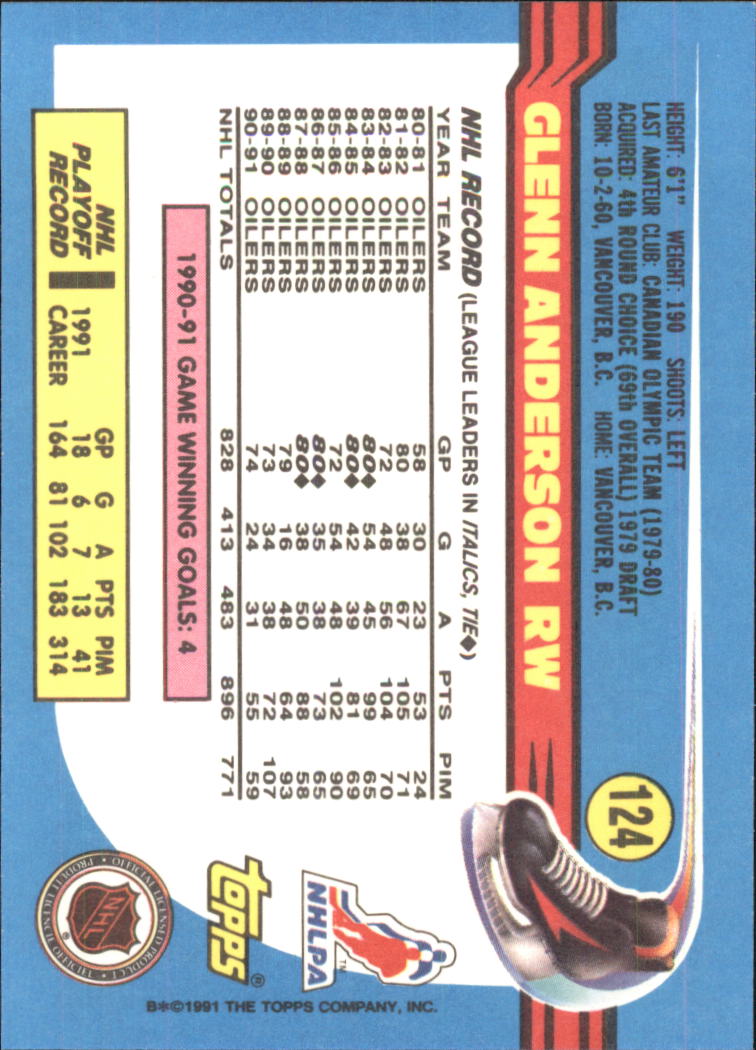 HEIGHT: 6'1" WEIGHT: 190 SHOOTS: LEFT
LAST AMATEUR CLUB: CANADIAN OLYMPIC TEAM (1979-80)
ACQUIRED: 4th ROUND CHOICE (69th OVERALL) 1979 DRAFT
BORN: 10-2-60, VANCOUVER, B.C. HOME: VANCOUVER, B.C.
124
GLENN ANDERSON RW
NHL RECORD (LEAGUE LEADERS IN ITALICS, TIE◆)
YEAR TEAM GP G A PTS PIM
80-81 OILERS 58 30 23 53 24
81-82 OILERS 80 38 67 105 71
82-83 OILERS 72 48 56 104 70
83-84 OILERS 80◆ 54 45 99 65
84-85 OILERS 80◆ 42 39 81 69
85-86 OILERS 72 54 48 102 90
86-87 OILERS 80◆ 35 38 73 65
87-88 OILERS 80◆ 38 50 88 58
88-89 OILERS 79 16 48 64 93
89-90 OILERS 73 34 38 72 107
90-91 OILERS 74 24 31 55 59
NHL TOTALS 828 413 483 896 771
1990-91 GAME WINNING GOALS: 4
NHL PLAYOFF RECORD
GP G A PTS PIM
1991 18 6 7 13 41
CAREER 164 81 102 183 314
NHLPA™
TOPPS®
NHL®
OFFICIAL LICENSED PRODUCT • PRODUIT LICENCIE OFFICIEL •
B*©1991 THE TOPPS COMPANY, INC.